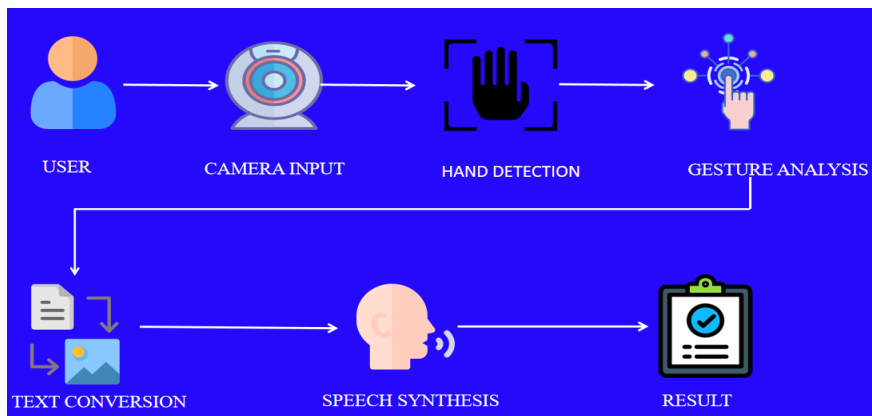 USER
CAMERA INPUT
HAND DETECTION
GESTURE ANALYSIS
TEXT CONVERSION
SPEECH SYNTHESIS
RESULT